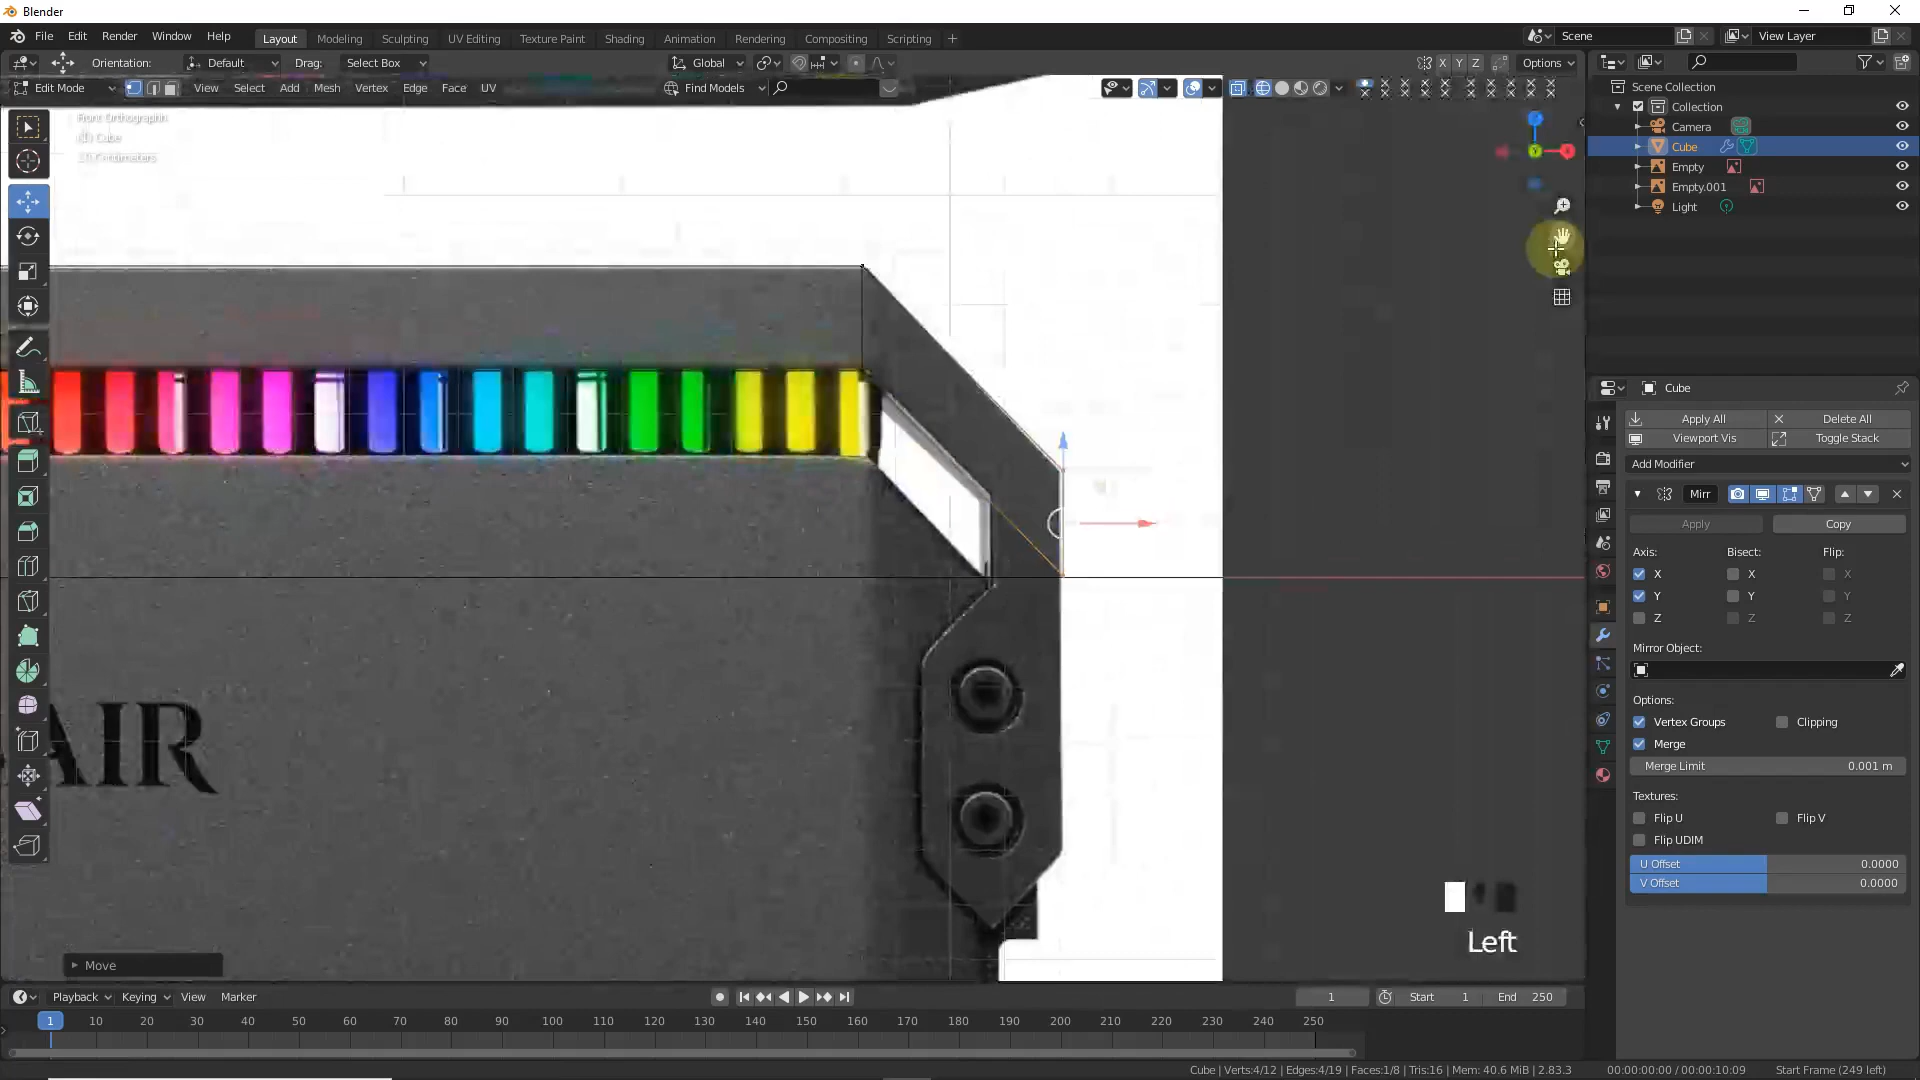 Blender
File Edit Render Window Help
Layout Modeling Sculpting UV Editing Texture Paint Shading Animation Rendering Compositing Scripting +
Scene View Layer
Orientation: Default Drag: Select Box Global X Y Z Options
Edit Mode View Select Add Mesh Vertex Edge Face UV Find Models
Front Orthographic
(1) Cube
10 Centimeters
Scene Collection
Collection
Camera
Cube
Empty
Empty.001
Light
Cube
Apply All Delete All
Viewport Vis Toggle Stack
Add Modifier
Mirr
Apply Copy
Axis: Bisect: Flip:
X X X
Y Y Y
Z Z Z
Mirror Object:
Options:
Vertex Groups Clipping
Merge
Merge Limit 0.001 m
Textures:
Flip U Flip V
Flip UDIM
U Offset 0.0000
V Offset 0.0000
AIR
Left
Move
Playback Keying View Marker 1 Start 1 End 250
1 10 20 30 40 50 60 70 80 90 100 110 120 130 140 150 160 170 180 190 200 210 220 230 240 250
Cube | Verts:4/12 | Edges:4/19 | Faces:1/8 | Tris:16 | Mem: 40.6 MiB | 2.83.3 00:00:00:00 / 00:00:10:09 Start Frame (249 left)